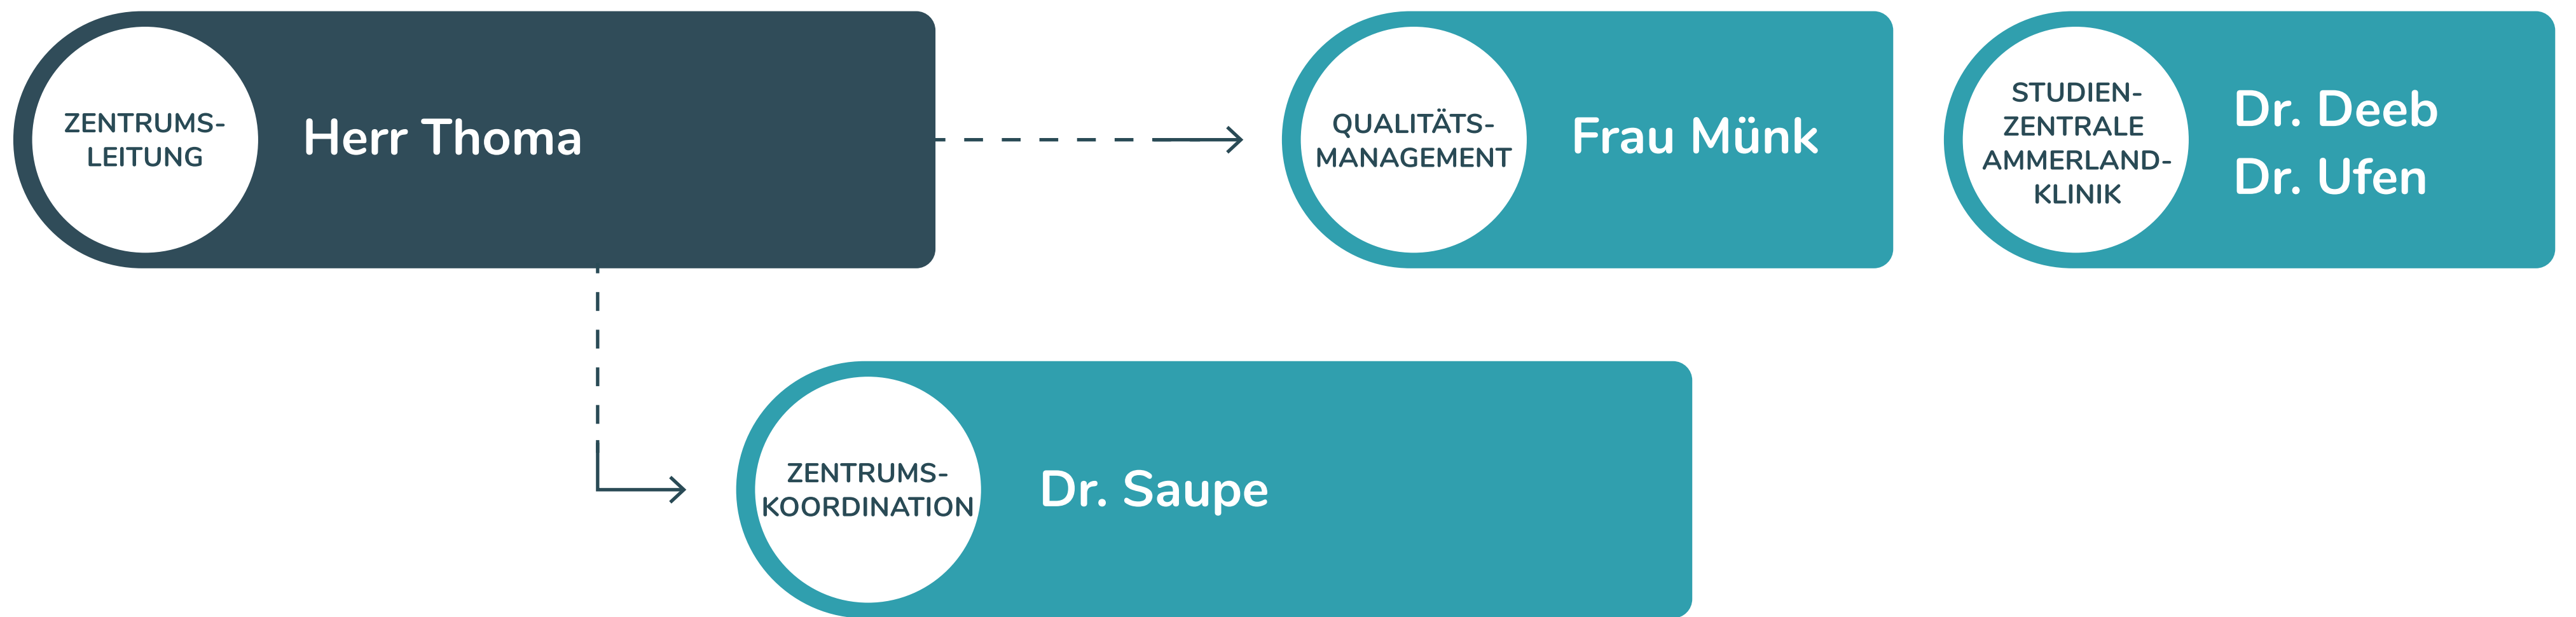 ZENTRUMS-
LEITUNG
Herr Thoma
QUALITÄTS-
MANAGEMENT
Frau Münk
STUDIEN-
ZENTRALE
AMMERLAND-
KLINIK
Dr. Deeb
Dr. Ufen
ZENTRUMS-
KOORDINATION
Dr. Saupe